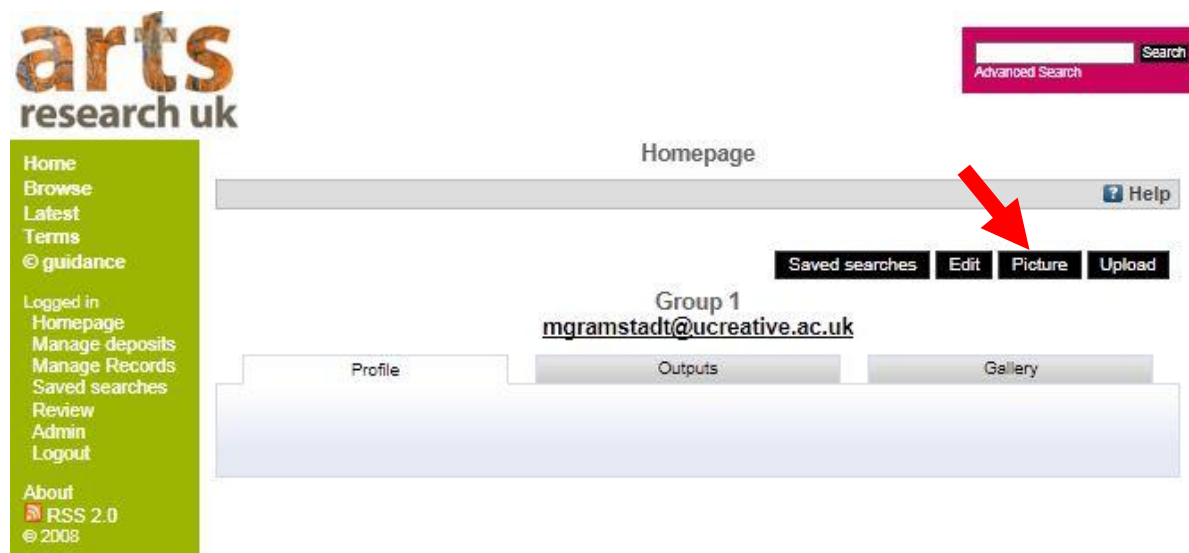 arts
research uk
Search
Advanced Search
Home
Browse
Latest
Terms
© guidance
Logged in
Homepage
Manage deposits
Manage Records
Saved searches
Review
Admin
Logout
About
RSS 2.0
© 2008
Homepage
? Help
Saved searches Edit Picture Upload
Group 1
mgramstadt@ucreative.ac.uk
Profile Outputs Gallery